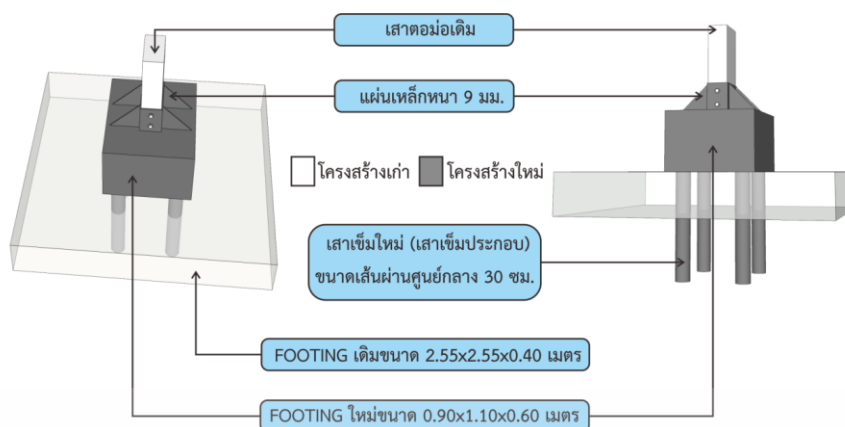 เสาตอม่อเดิม
แผ่นเหล็กหนา 9 มม.
โครงสร้างเก่า
โครงสร้างใหม่
เสาเข็มใหม่ (เสาเข็มประกอบ)
ขนาดเส้นผ่านศูนย์กลาง 30 ซม.
FOOTING เดิมขนาด 2.55x2.55x0.40 เมตร
FOOTING ใหม่ขนาด 0.90x1.10x0.60 เมตร